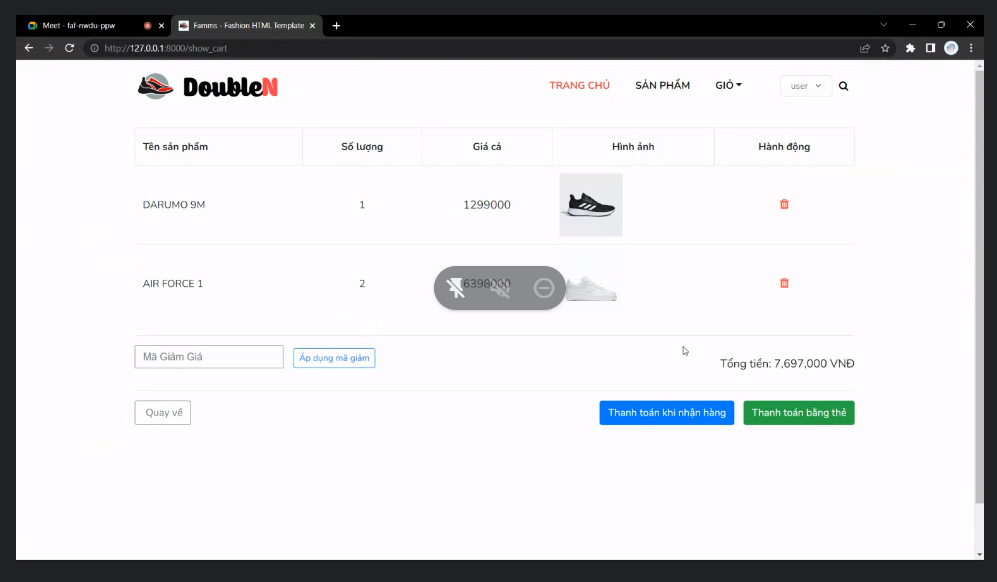 Meet - faf-nwdu-ppw
Famms - Fashion HTML Template
http://127.0.0.1:8000/show_cart
DoubleN
TRANG CHỦ SẢN PHẨM GIỎ user
Tên sản phẩm Số lượng Giá cả Hình ảnh Hành động
DARUMO 9M 1 1299000
AIR FORCE 1 2 6398000
Mã Giảm Giá Áp dụng mã giảm
Tổng tiền: 7,697,000 VNĐ
Quay về Thanh toán khi nhận hàng Thanh toán bằng thẻ